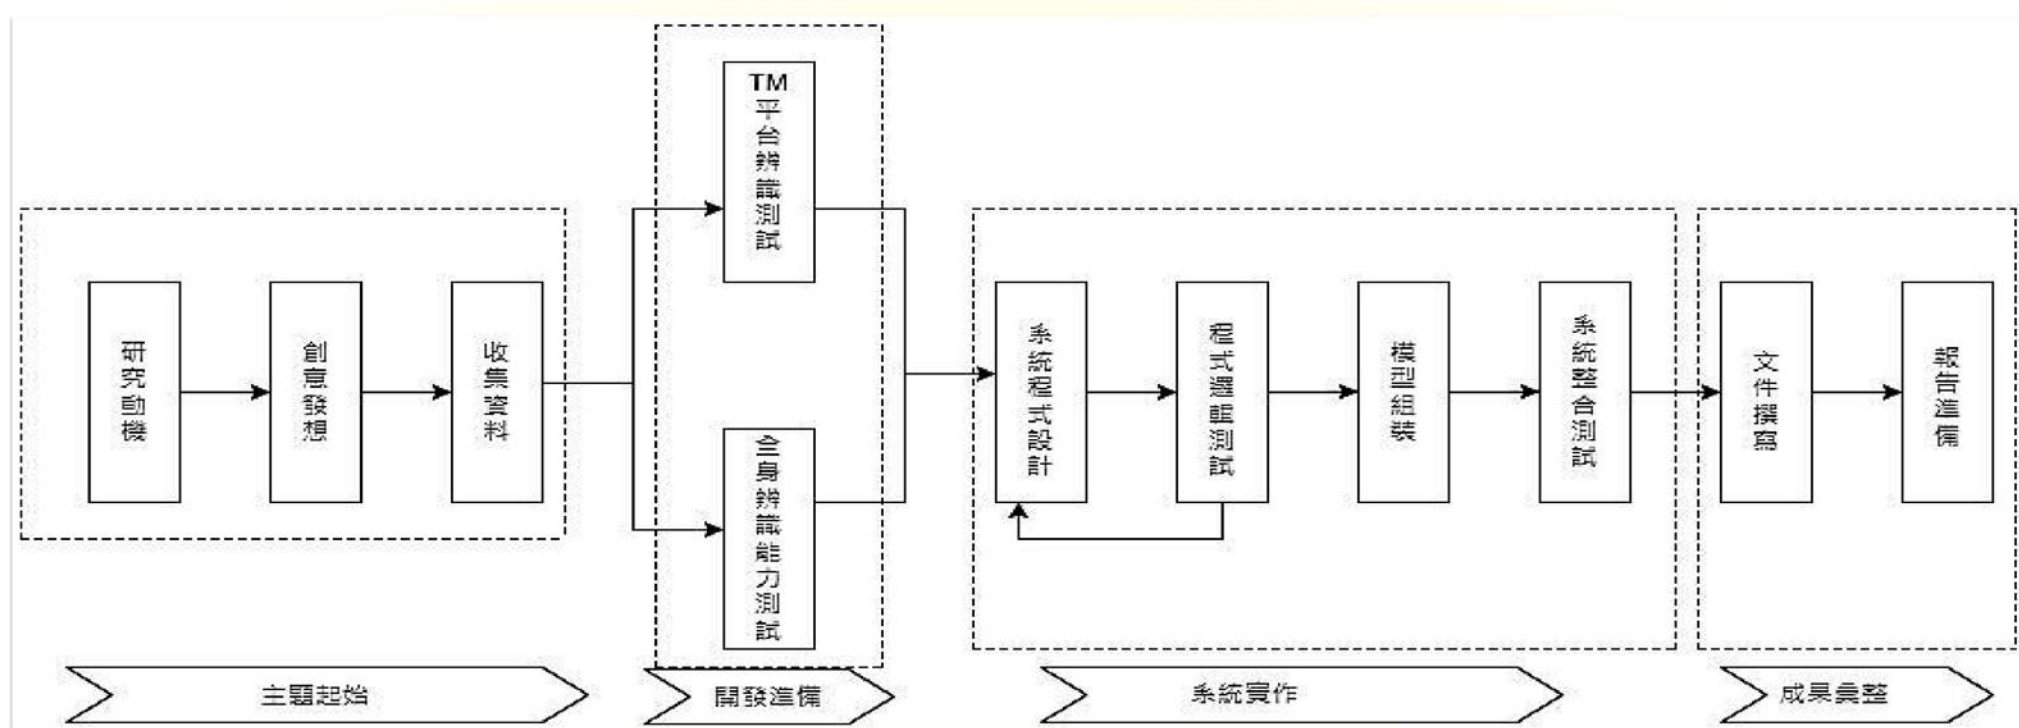 研究動機
創意發想
收集資料
TM平台辨識測試
全身辨識能力測試
系統程式設計
程式邏輯測試
模型組裝
系統整合測試
文件撰寫
報告準備
主題起始
開發準備
系統實作
成果彙整